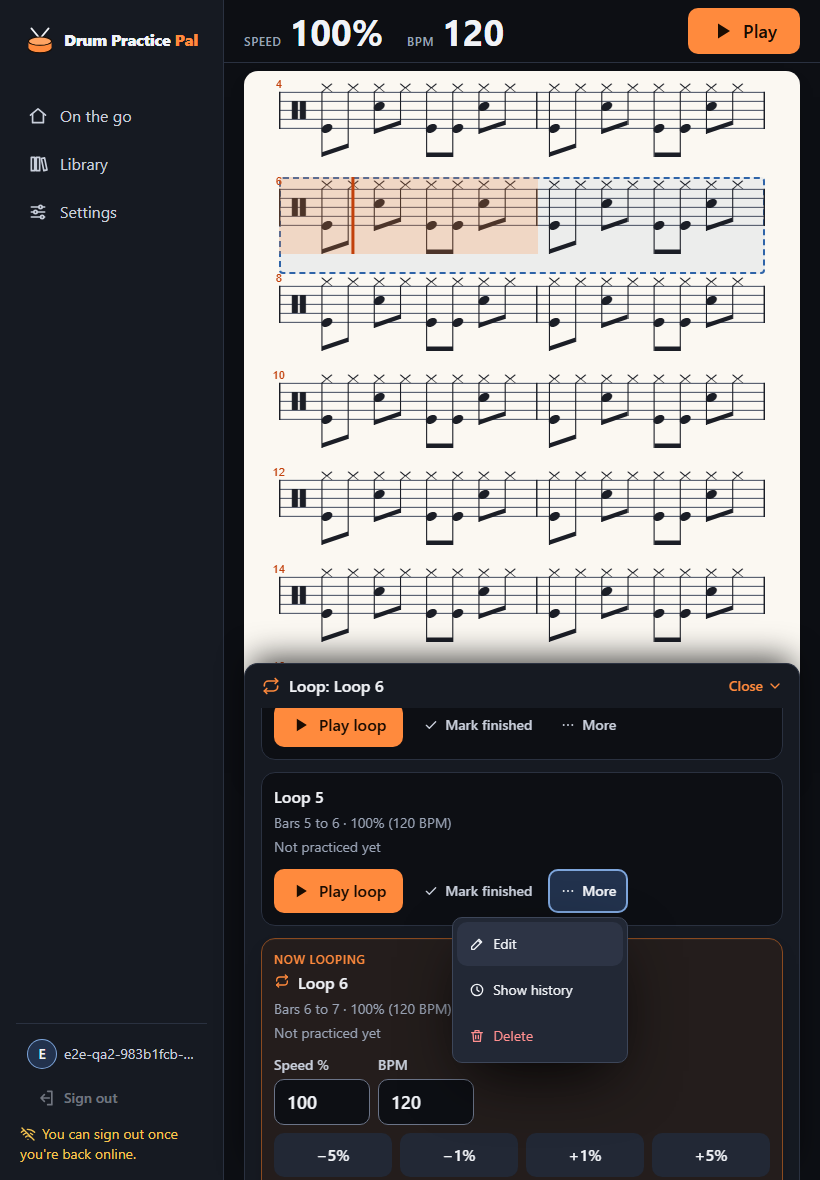 Drum Practice Pal
On the go
Library
Settings
E e2e-qa2-983b1fcb-...
Sign out
You can sign out once
you're back online.
SPEED 100% BPM 120
Play
4
6
8
10
12
14
Loop: Loop 6
Close
Play loop Mark finished ··· More
Loop 5
Bars 5 to 6 · 100% (120 BPM)
Not practiced yet
Play loop Mark finished ··· More
Edit
Show history
Delete
NOW LOOPING
Loop 6
Bars 6 to 7 · 100% (120 BPM)
Not practiced yet
Speed % BPM
100 120
−5% −1% +1% +5%